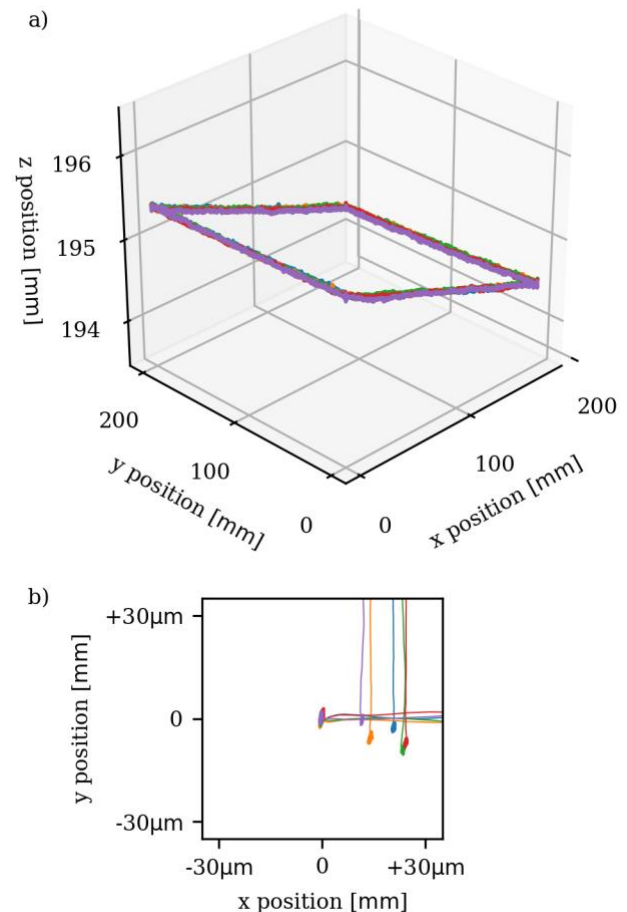 a)
196
195
194
z position [mm]
200
100
0
y position [mm]
0
100
200
x position [mm]
b)
+30µm
0
-30µm
y position [mm]
-30µm
0
+30µm
x position [mm]